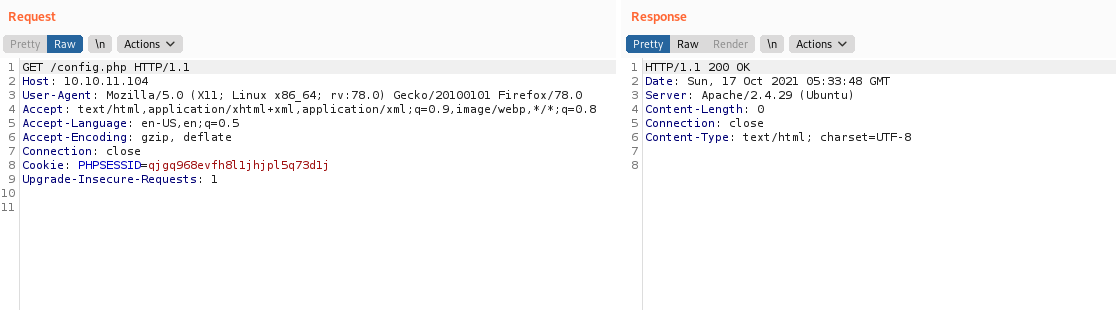 Request
Pretty Raw \n Actions
1 GET /config.php HTTP/1.1
2 Host: 10.10.11.104
3 User-Agent: Mozilla/5.0 (X11; Linux x86_64; rv:78.0) Gecko/20100101 Firefox/78.0
4 Accept: text/html,application/xhtml+xml,application/xml;q=0.9,image/webp,*/*;q=0.8
5 Accept-Language: en-US,en;q=0.5
6 Accept-Encoding: gzip, deflate
7 Connection: close
8 Cookie: PHPSESSID=qjgq968evfh8l1jhjpl5q73d1j
9 Upgrade-Insecure-Requests: 1
10
11
Response
Pretty Raw Render \n Actions
1 HTTP/1.1 200 OK
2 Date: Sun, 17 Oct 2021 05:33:48 GMT
3 Server: Apache/2.4.29 (Ubuntu)
4 Content-Length: 0
5 Connection: close
6 Content-Type: text/html; charset=UTF-8
7
8